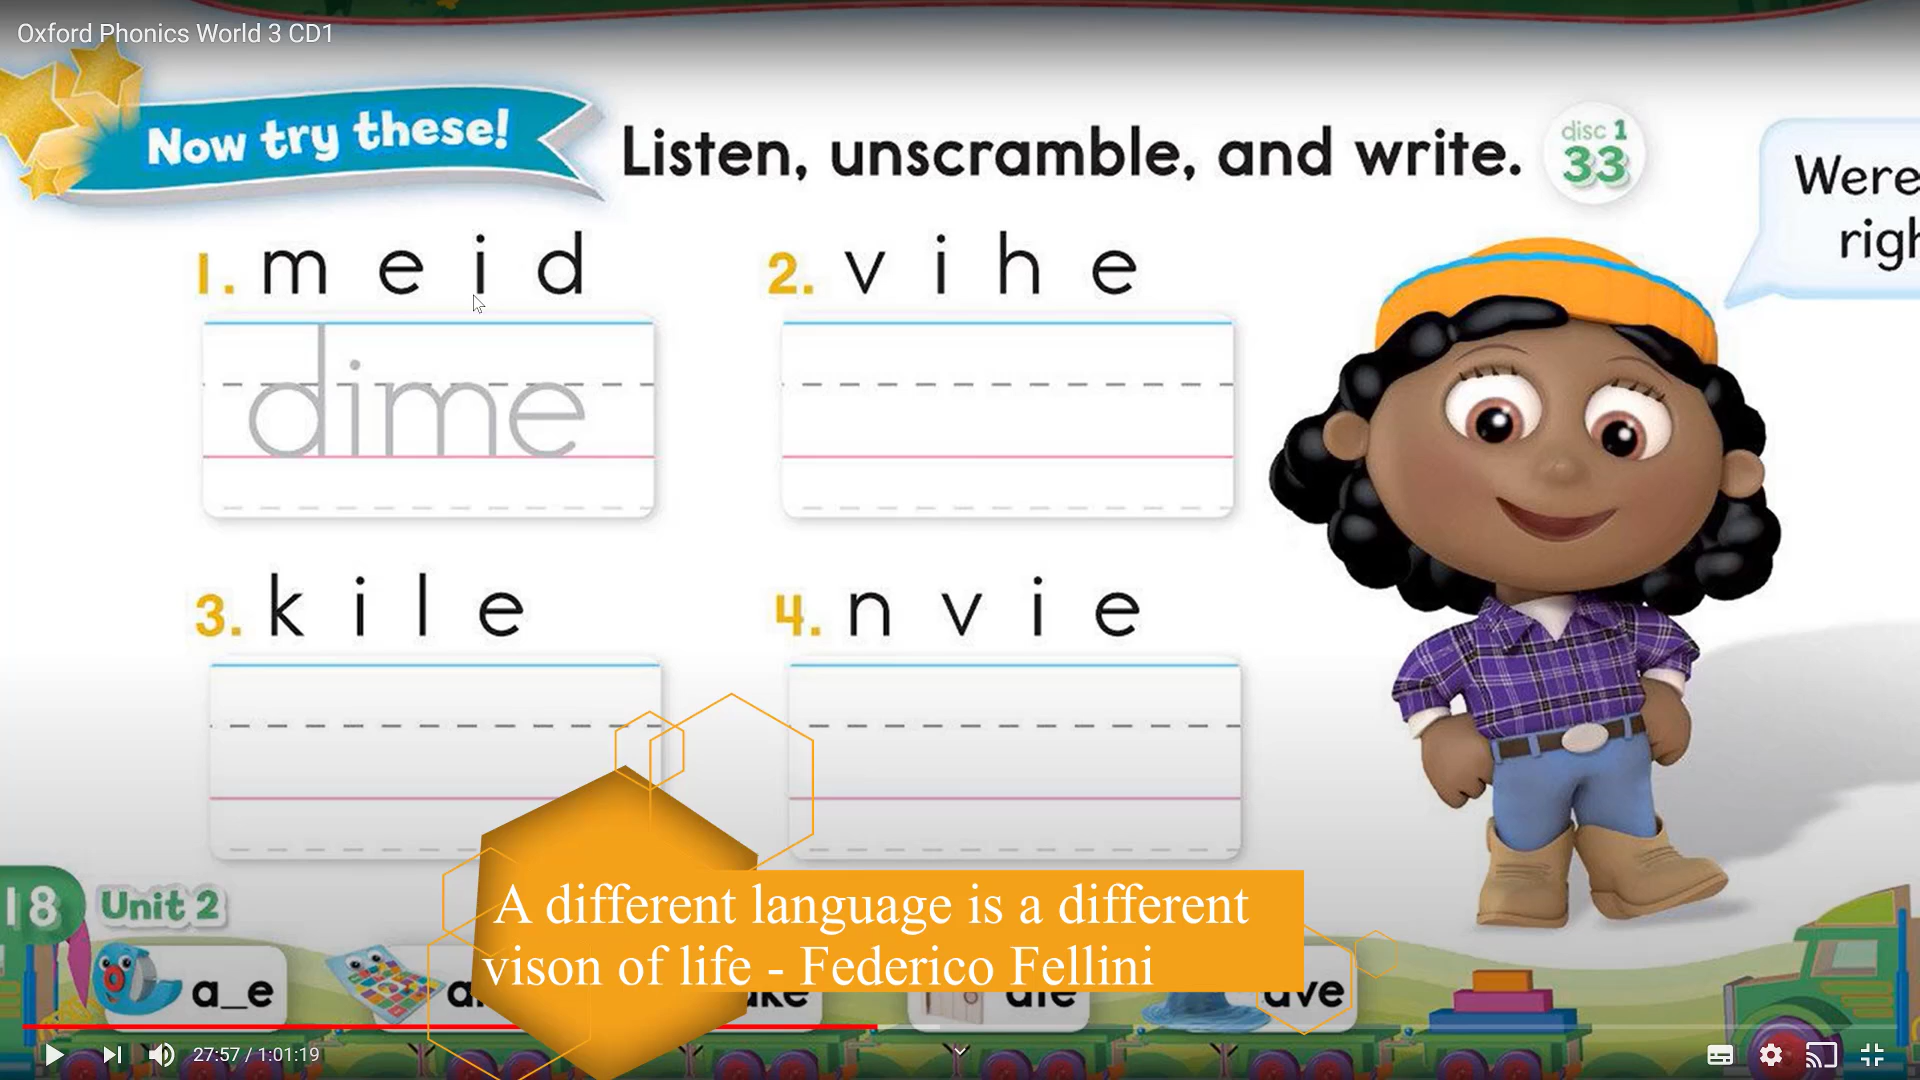 Oxford Phonics World 3 CD1
Now try these!
Listen, unscramble, and write.
disc 1
33
Were
1. m e i d
2. v i h e
dime
3. k i l e
4. n v i e
18 Unit 2
A different language is a different
vison of life - Federico Fellini
a_e
ave
27:57 / 1:01:19